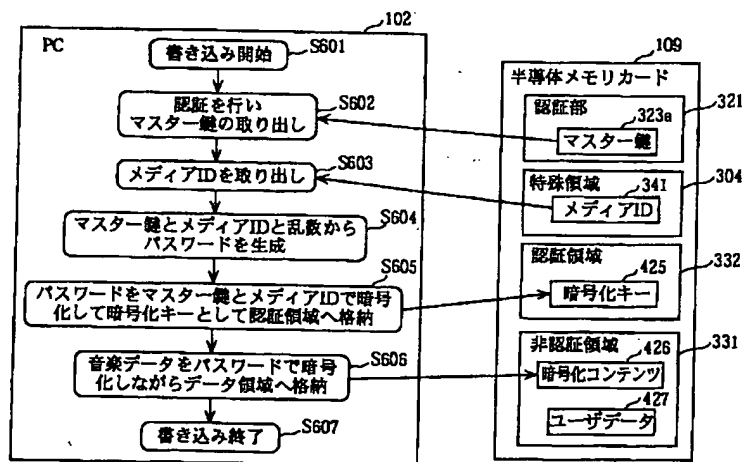 PC
102
書き込み開始
S601
認証を行い
マスター鍵の取り出し
S602
メディアIDを取り出し
S603
マスター鍵とメディアIDと乱数から
パスワードを生成
S604
パスワードをマスター鍵とメディアIDで暗号
化して暗号化キーとして認証領域へ格納
S605
音楽データをパスワードで暗号
化しながらデータ領域へ格納
S606
書き込み終了
S607
109
半導体メモリカード
認証部
321
323a
マスター鍵
特殊領域
304
341
メディアID
認証領域
332
425
暗号化キー
非認証領域
331
426
暗号化コンテンツ
427
ユーザデータ